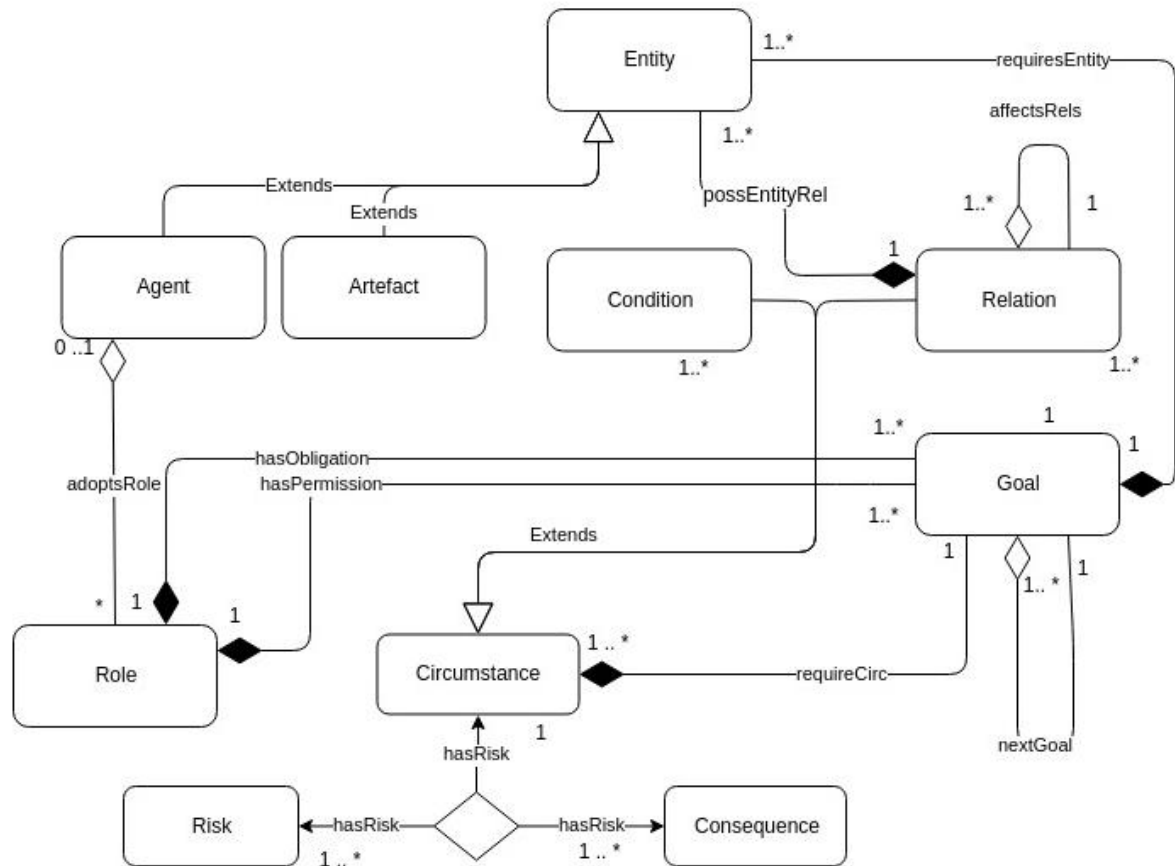 Entity
1..*
requiresEntity
affectsRels
1..*
possEntityRel
Extends
Extends
1..*
1
1
Agent
Artefact
Condition
Relation
0 ..1
1..*
1..*
1..*
1
1
hasObligation
adoptsRole
hasPermission
Goal
1..*
Extends
1
1.. *
1
*
1
1
1 .. *
Role
Circumstance
requireCirc
1
nextGoal
hasRisk
Risk
hasRisk
hasRisk
Consequence
1 .. *
1 .. *